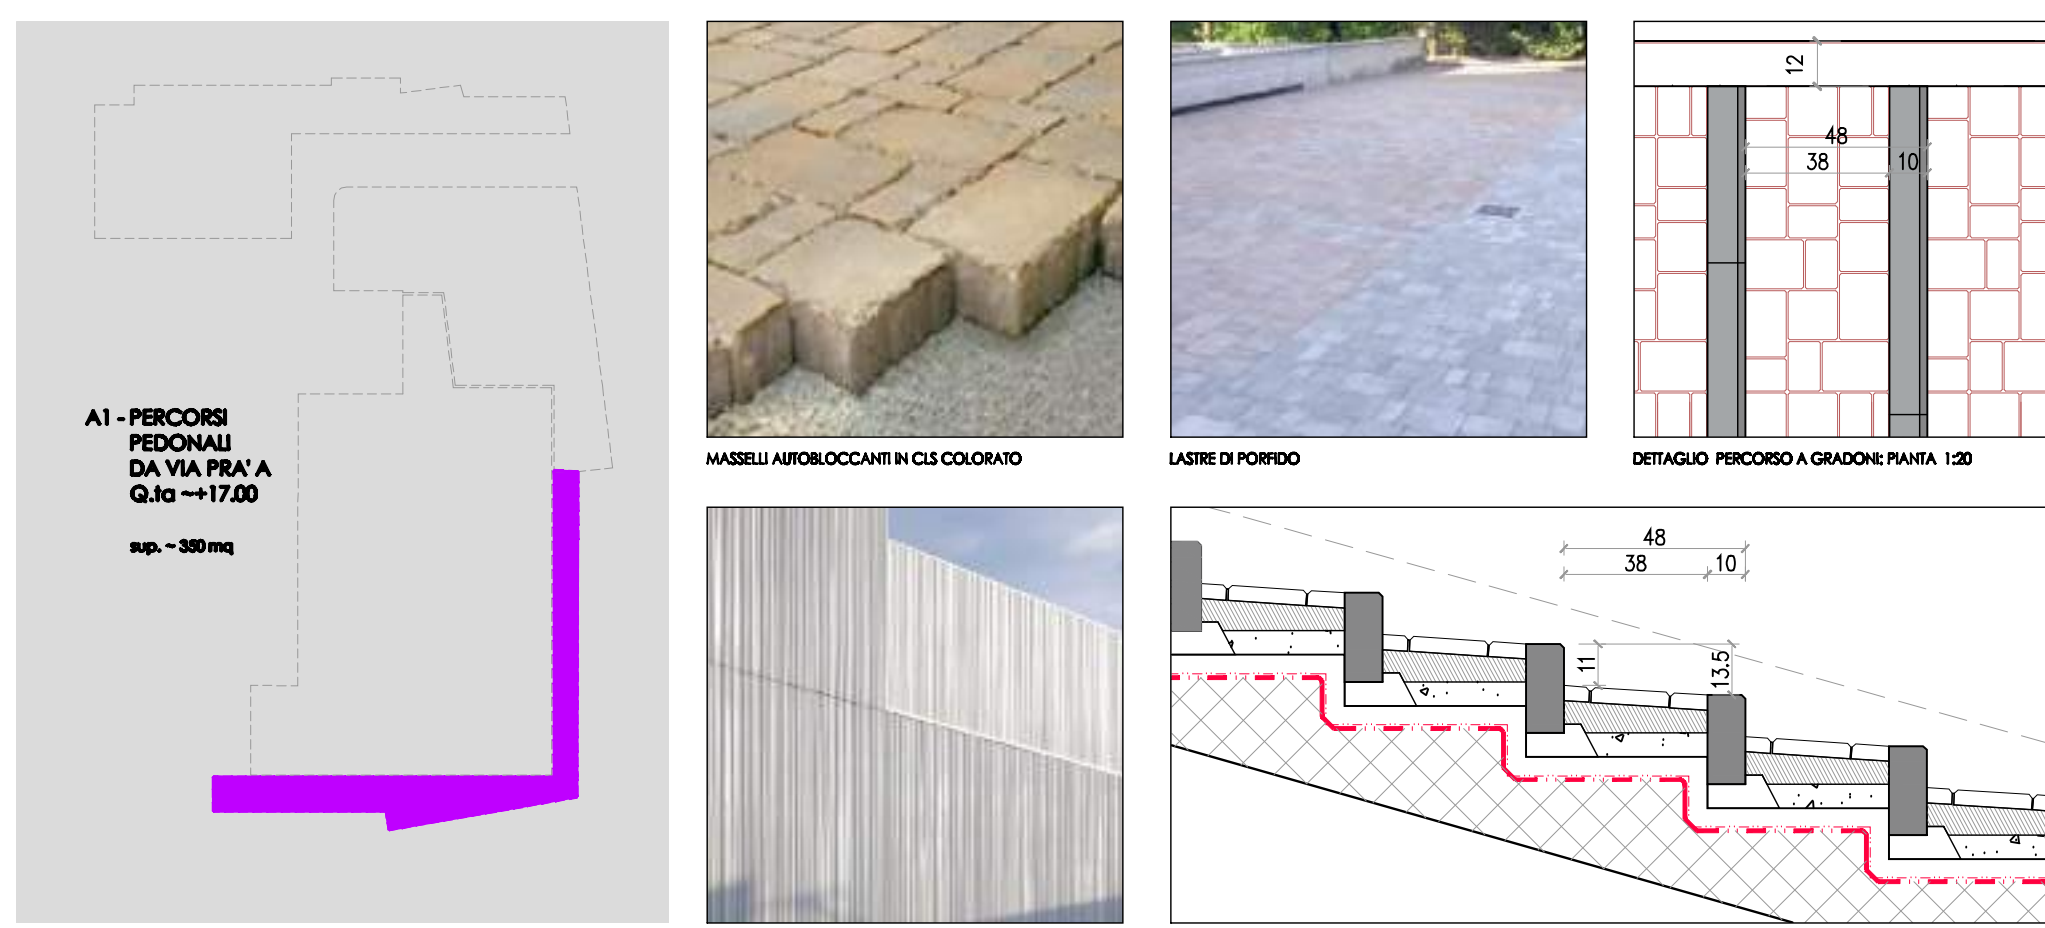 A1 - PERCORSI
PEDONALI
DA VIA PRA' A
Q.ta ~+17.00
sup. ~ 350 mq
MASSELLI AUTOBLOCCANTI IN CLS COLORATO
LASTRE DI PORFIDO
12
48
38
10
DETTAGLIO PERCORSO A GRADONI: PIANTA 1:20
48
38
10
11
13.5